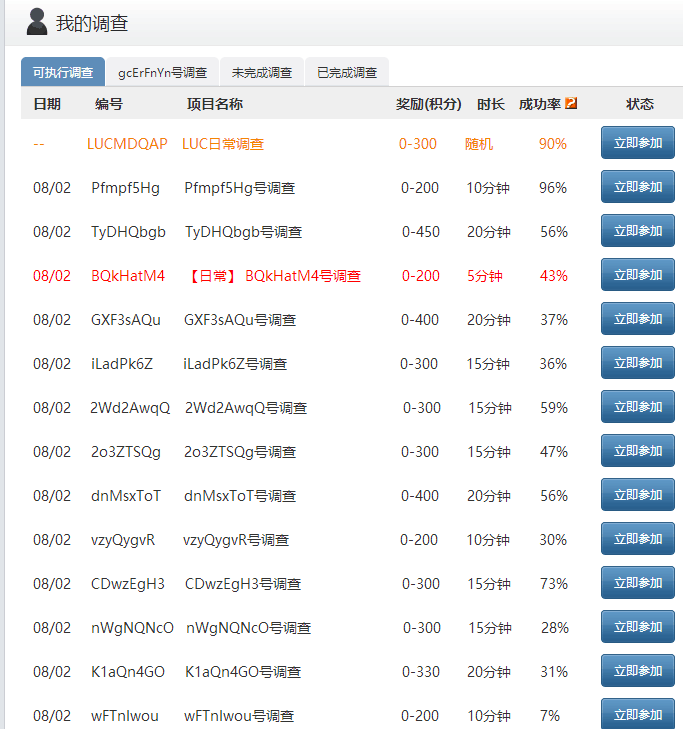 我的调查
可执行调查 gcErFnYn号调查 未完成调查 已完成调查
日期 编号 项目名称 奖励(积分) 时长 成功率 ? 状态
-- LUCMDQAP LUC日常调查 0-300 随机 90% 立即参加
08/02 Pfmpf5Hg Pfmpf5Hg号调查 0-200 10分钟 96% 立即参加
08/02 TyDHQbgb TyDHQbgb号调查 0-450 20分钟 56% 立即参加
08/02 BQkHatM4 【日常】 BQkHatM4号调查 0-200 5分钟 43% 立即参加
08/02 GXF3sAQu GXF3sAQu号调查 0-400 20分钟 37% 立即参加
08/02 iLadPk6Z iLadPk6Z号调查 0-300 15分钟 36% 立即参加
08/02 2Wd2AwqQ 2Wd2AwqQ号调查 0-300 15分钟 59% 立即参加
08/02 2o3ZTSQg 2o3ZTSQg号调查 0-300 15分钟 47% 立即参加
08/02 dnMsxToT dnMsxToT号调查 0-400 20分钟 56% 立即参加
08/02 vzyQygvR vzyQygvR号调查 0-200 10分钟 30% 立即参加
08/02 CDwzEgH3 CDwzEgH3号调查 0-300 15分钟 73% 立即参加
08/02 nWgNQNcO nWgNQNcO号调查 0-300 15分钟 28% 立即参加
08/02 K1aQn4GO K1aQn4GO号调查 0-330 20分钟 31% 立即参加
08/02 wFTnlwou wFTnlwou号调查 0-200 10分钟 7% 立即参加